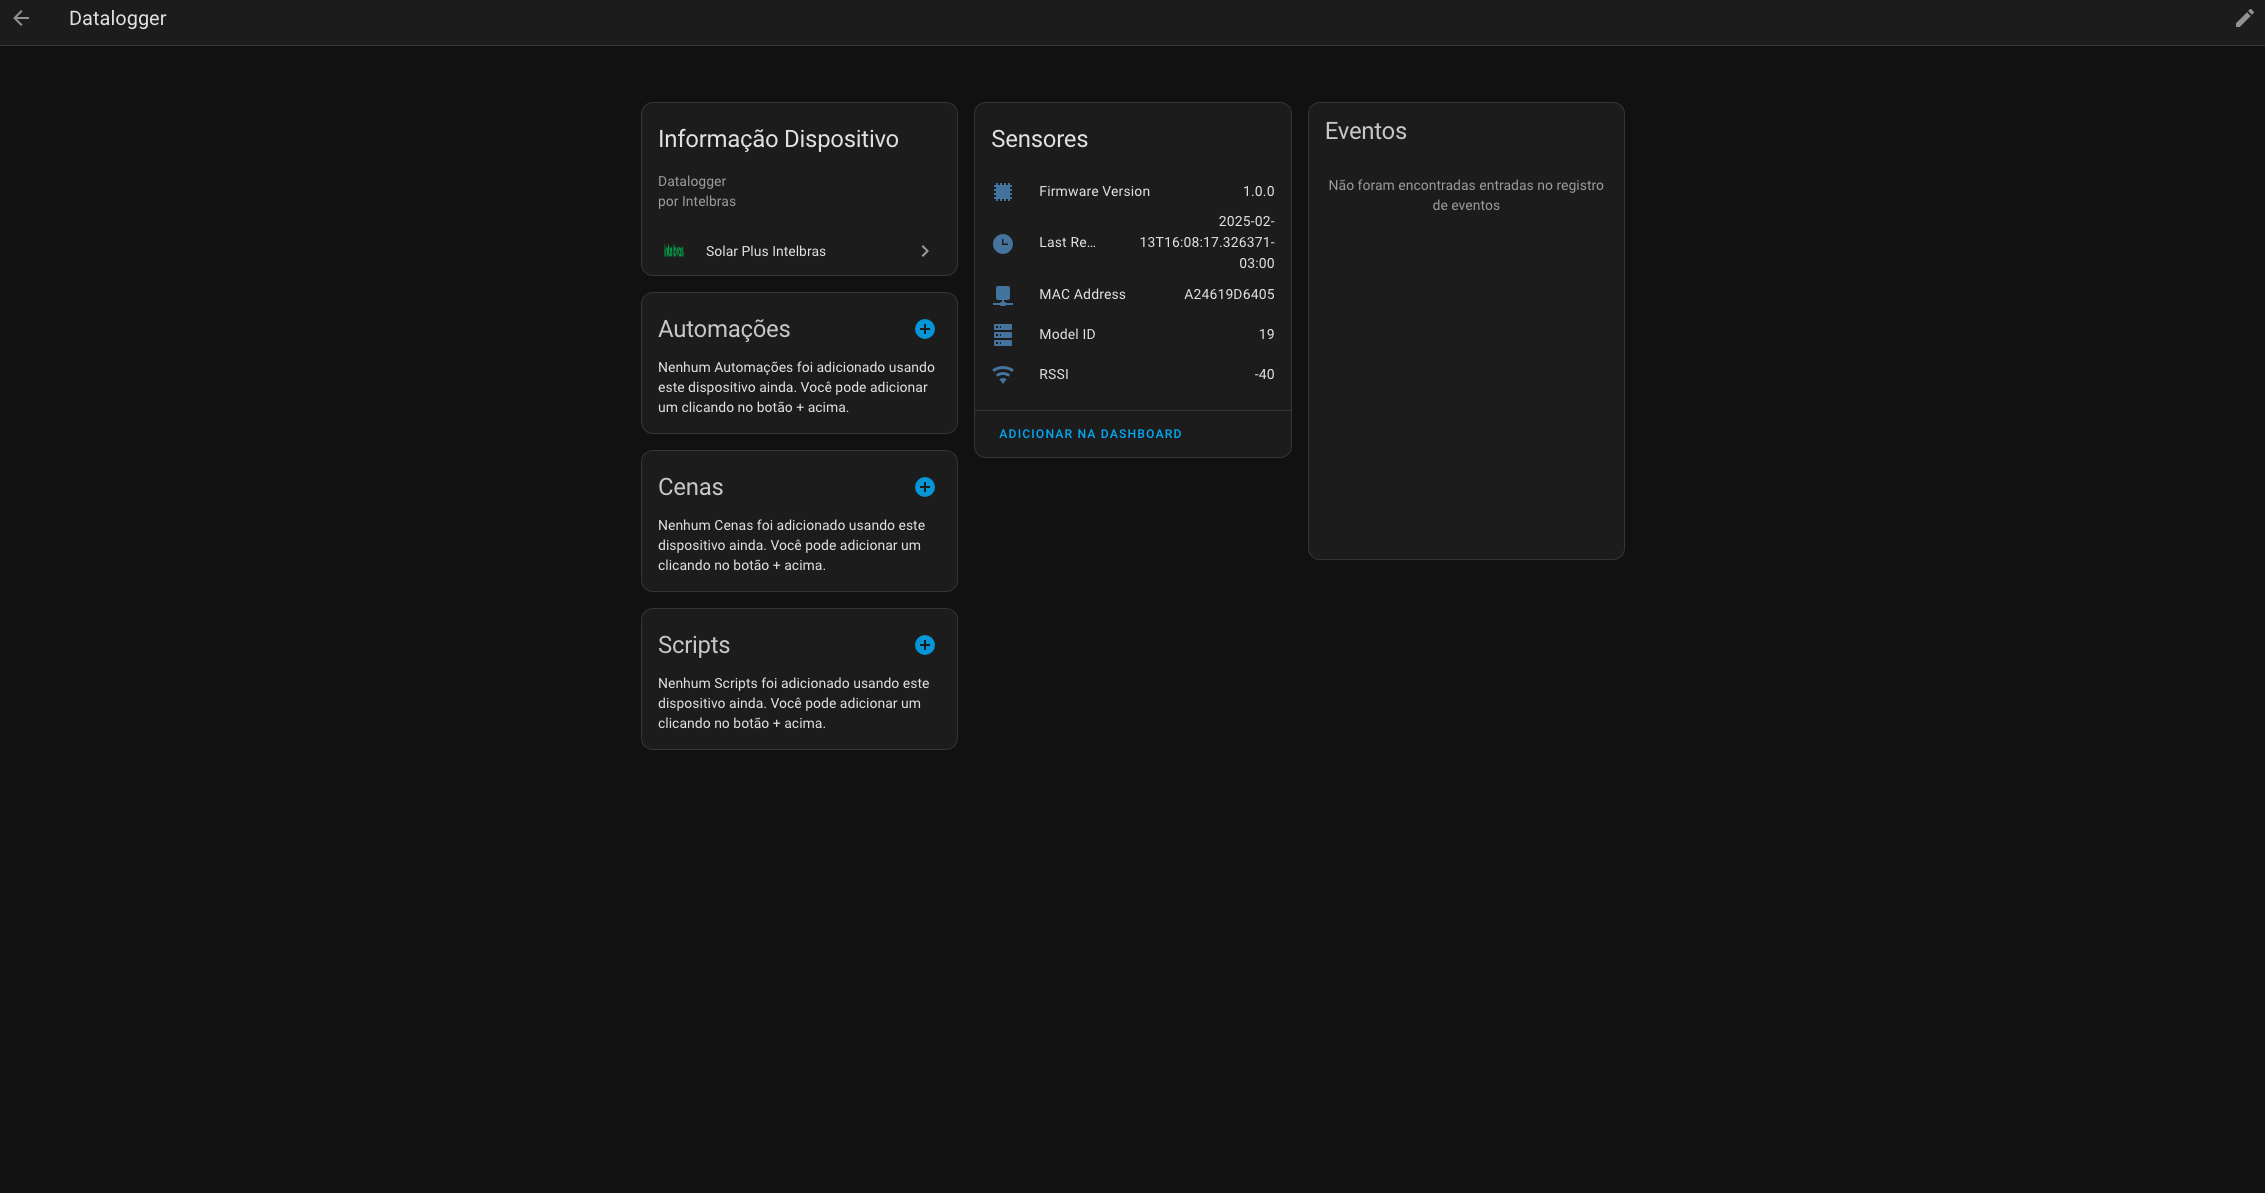 Datalogger
Informação Dispositivo
Datalogger
por Intelbras
Solar Plus Intelbras
Automações
Nenhum Automações foi adicionado usando
este dispositivo ainda. Você pode adicionar
um clicando no botão + acima.
Cenas
Nenhum Cenas foi adicionado usando este
dispositivo ainda. Você pode adicionar um
clicando no botão + acima.
Scripts
Nenhum Scripts foi adicionado usando este
dispositivo ainda. Você pode adicionar um
clicando no botão + acima.
Sensores
Firmware Version 1.0.0
Last Re... 2025-02-
13T16:08:17.326371-
03:00
MAC Address A24619D6405
Model ID 19
RSSI -40
ADICIONAR NA DASHBOARD
Eventos
Não foram encontradas entradas no registro
de eventos